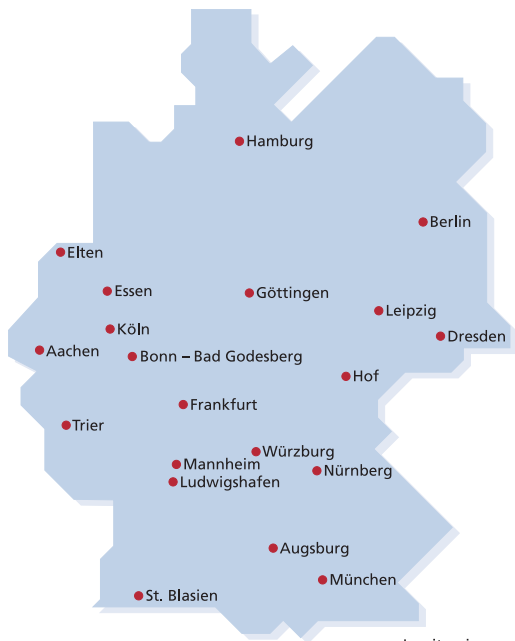 Hamburg
Berlin
Elten
Essen
Göttingen
Leipzig
Köln
Dresden
Aachen
Bonn – Bad Godesberg
Hof
Frankfurt
Trier
Würzburg
Mannheim
Nürnberg
Ludwigshafen
Augsburg
München
St. Blasien